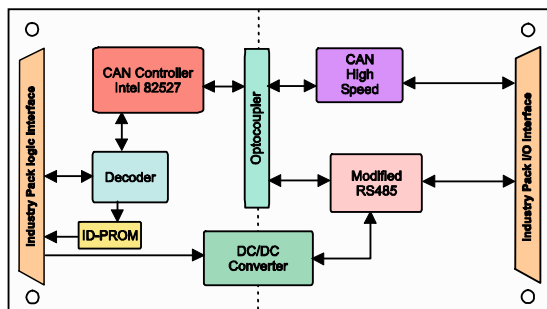 Industry Pack logic Interface
CAN Controller
Intel 82527
Decoder
ID-PROM
Optocoupler
CAN
High
Speed
Modified
RS485
DC/DC
Converter
Industry Pack I/O Interface